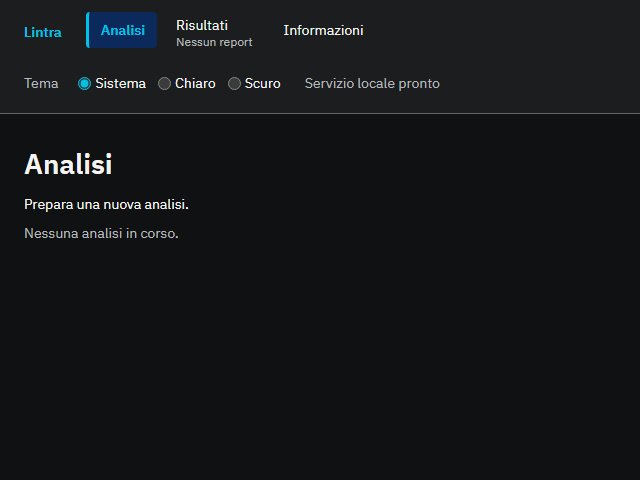 Lintra
Analisi
Risultati
Nessun report
Informazioni
Tema
Sistema
Chiaro
Scuro
Servizio locale pronto
Analisi
Prepara una nuova analisi.
Nessuna analisi in corso.